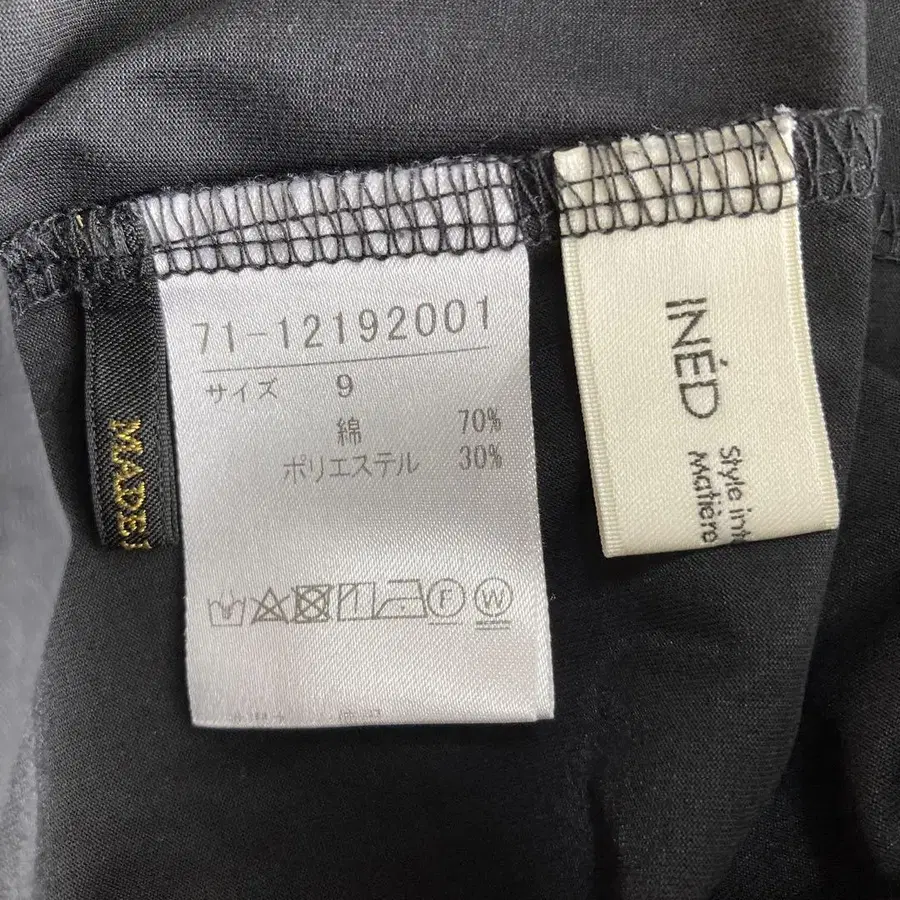 71-12192001
サイズ 9
綿 70%
ポリエステル 30%
F W
MADE
INÉD
Style int
Matière